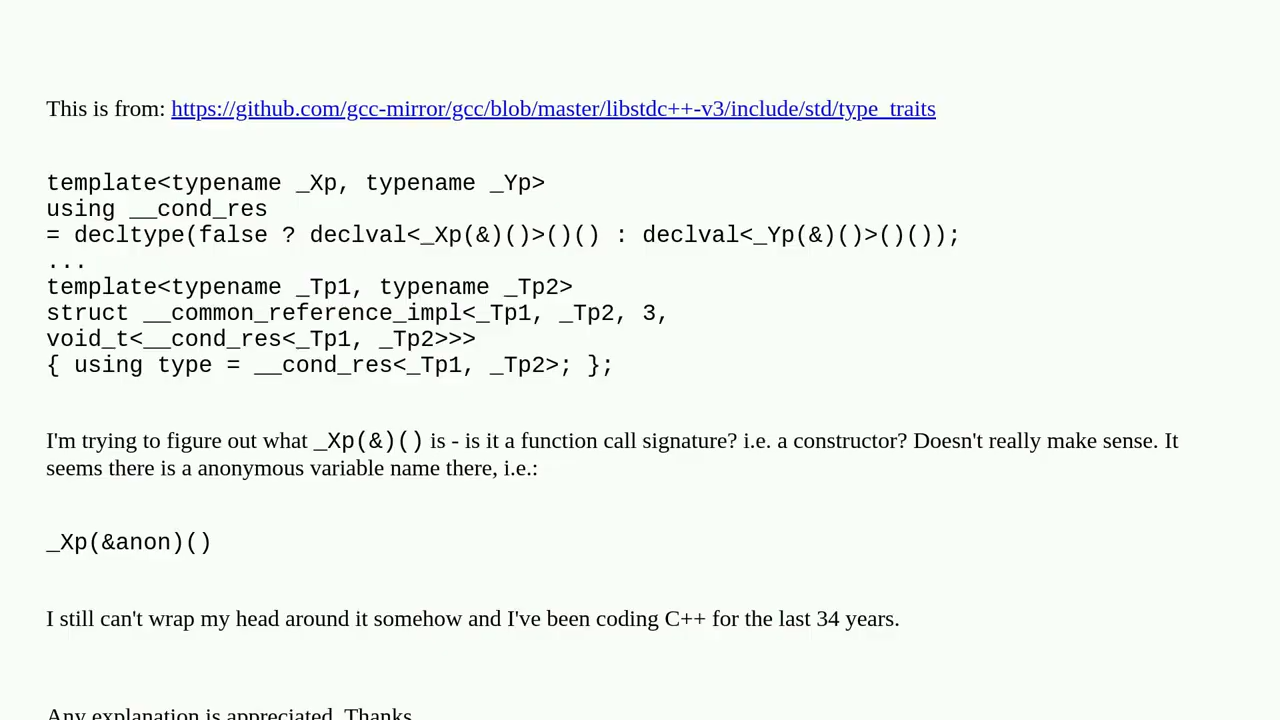 This is from: https://github.com/gcc-mirror/gcc/blob/master/libstdc++-v3/include/std/type_traits
template<typename _Xp, typename _Yp>
using __cond_res
= decltype(false ? declval<_Xp(&)()>()() : declval<_Yp(&)()>()());
...
template<typename _Tp1, typename _Tp2>
struct __common_reference_impl<_Tp1, _Tp2, 3,
void_t<__cond_res<_Tp1, _Tp2>>>
{ using type = __cond_res<_Tp1, _Tp2>; };
I'm trying to figure out what _Xp(&)() is - is it a function call signature? i.e. a constructor? Doesn't really make sense. It
seems there is a anonymous variable name there, i.e.:
_Xp(&anon)()
I still can't wrap my head around it somehow and I've been coding C++ for the last 34 years.
Any explanation is appreciated. Thanks